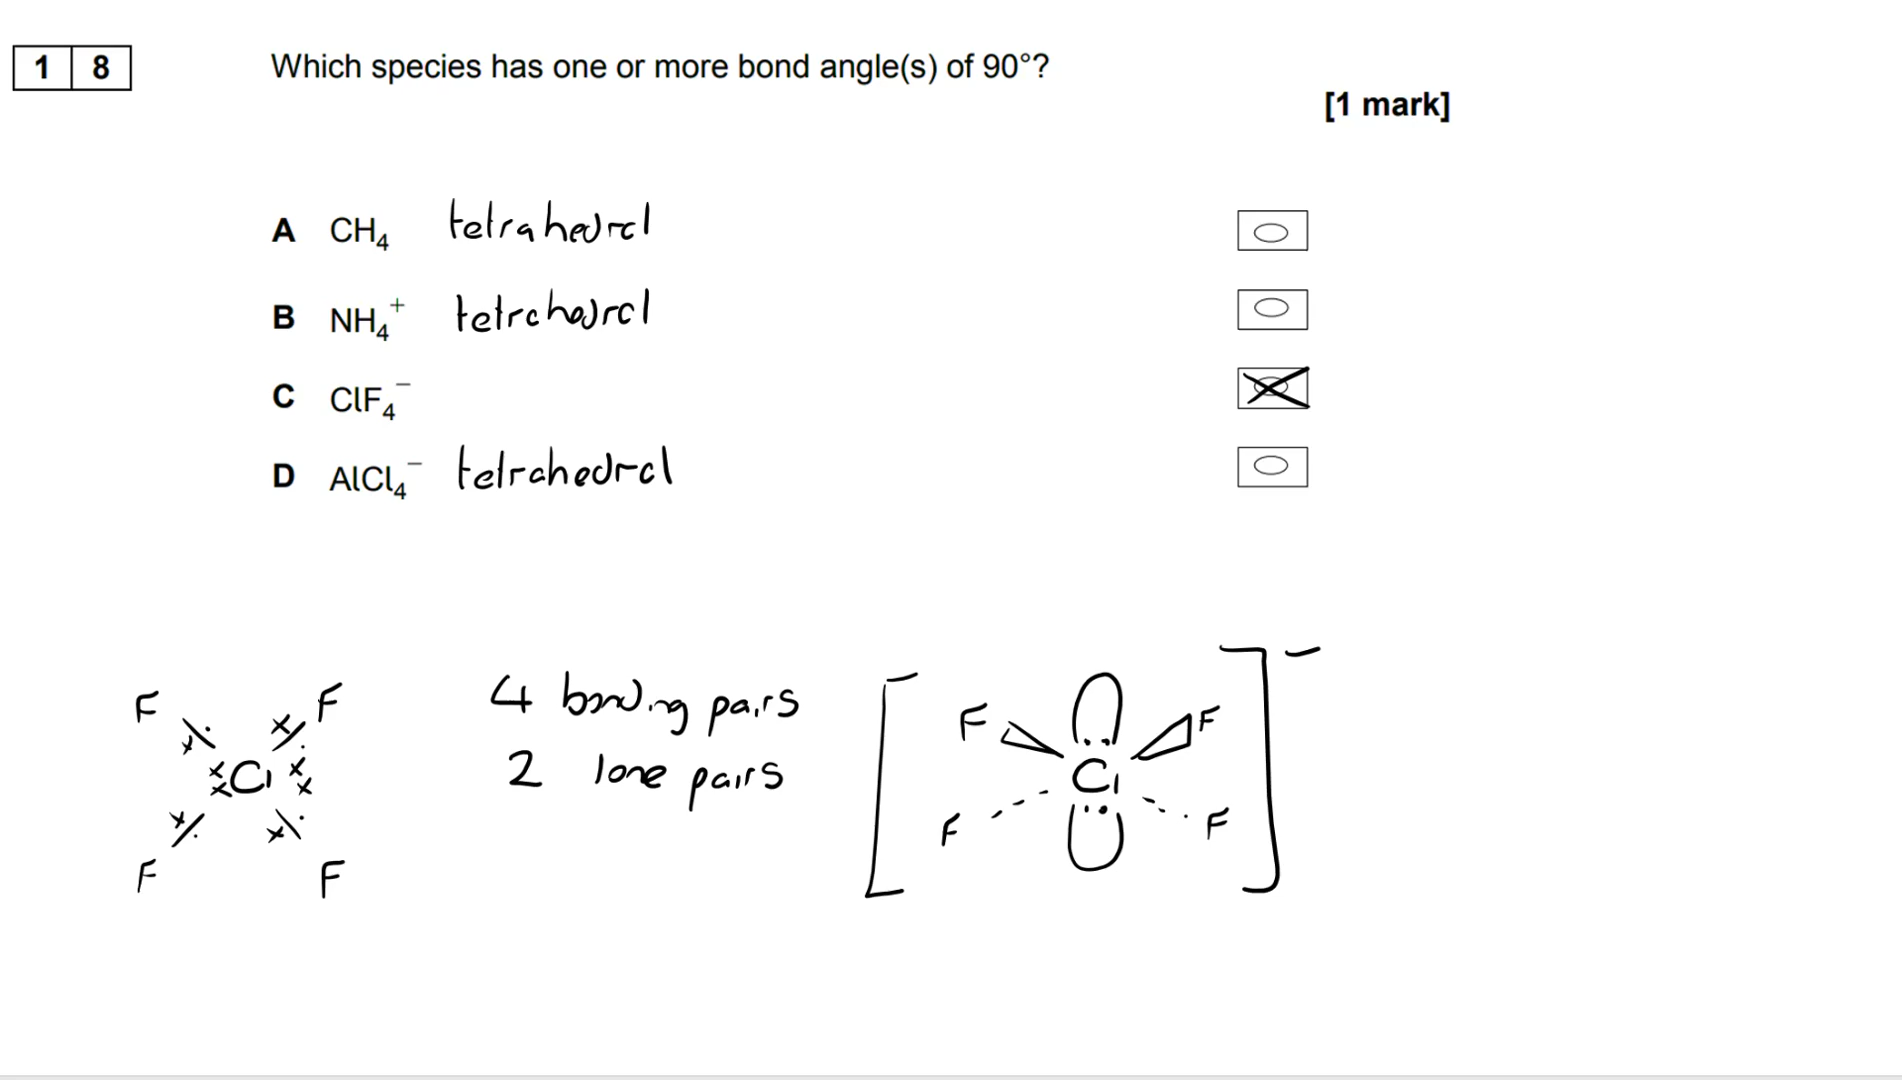 1 8 Which species has one or more bond angle(s) of 90°?
[1 mark]
A CH₄ tetrahedral
B NH₄⁺ tetrahedral
C ClF₄⁻
D AlCl₄⁻ tetrahedral
F F
Cl
F F
4 bonding pairs
2 lone pairs
F F
Cl
F F